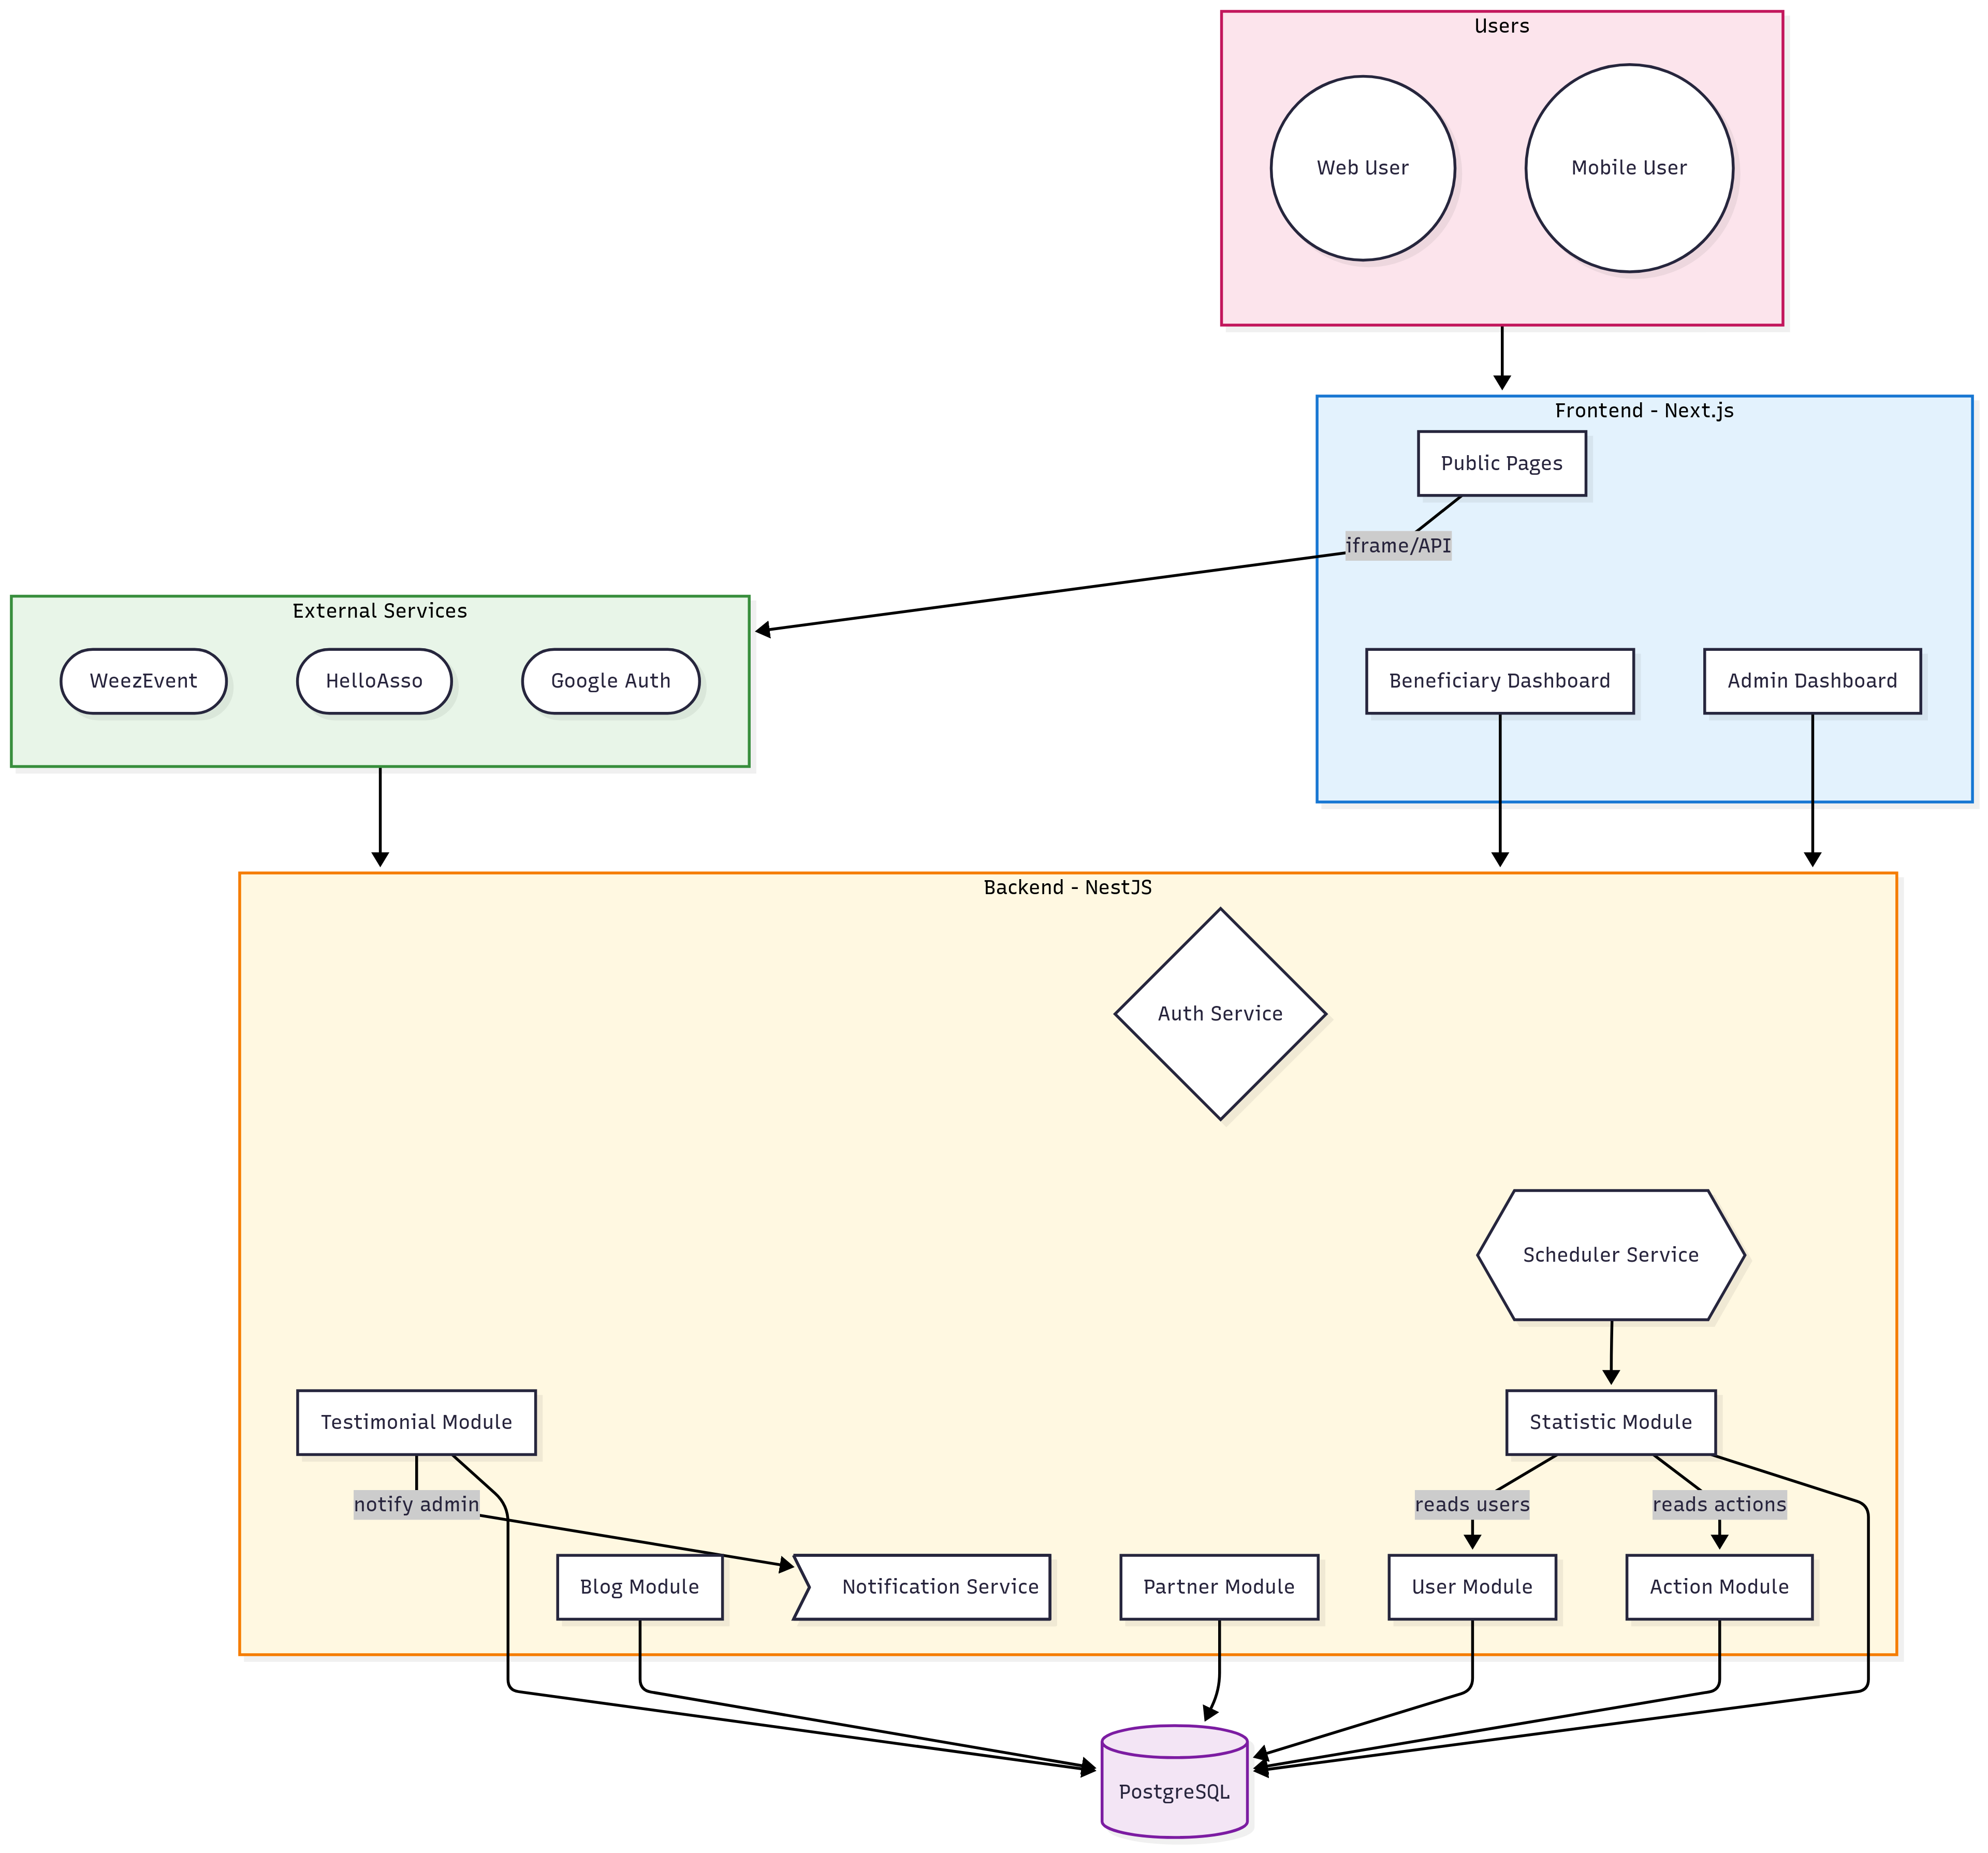 Users
Web User
Mobile User
Frontend - Next.js
Public Pages
iframe/API
External Services
WeezEvent
HelloAsso
Google Auth
Beneficiary Dashboard
Admin Dashboard
Backend - NestJS
Auth Service
Scheduler Service
Testimonial Module
Statistic Module
notify admin
reads users
reads actions
Blog Module
Notification Service
Partner Module
User Module
Action Module
PostgreSQL